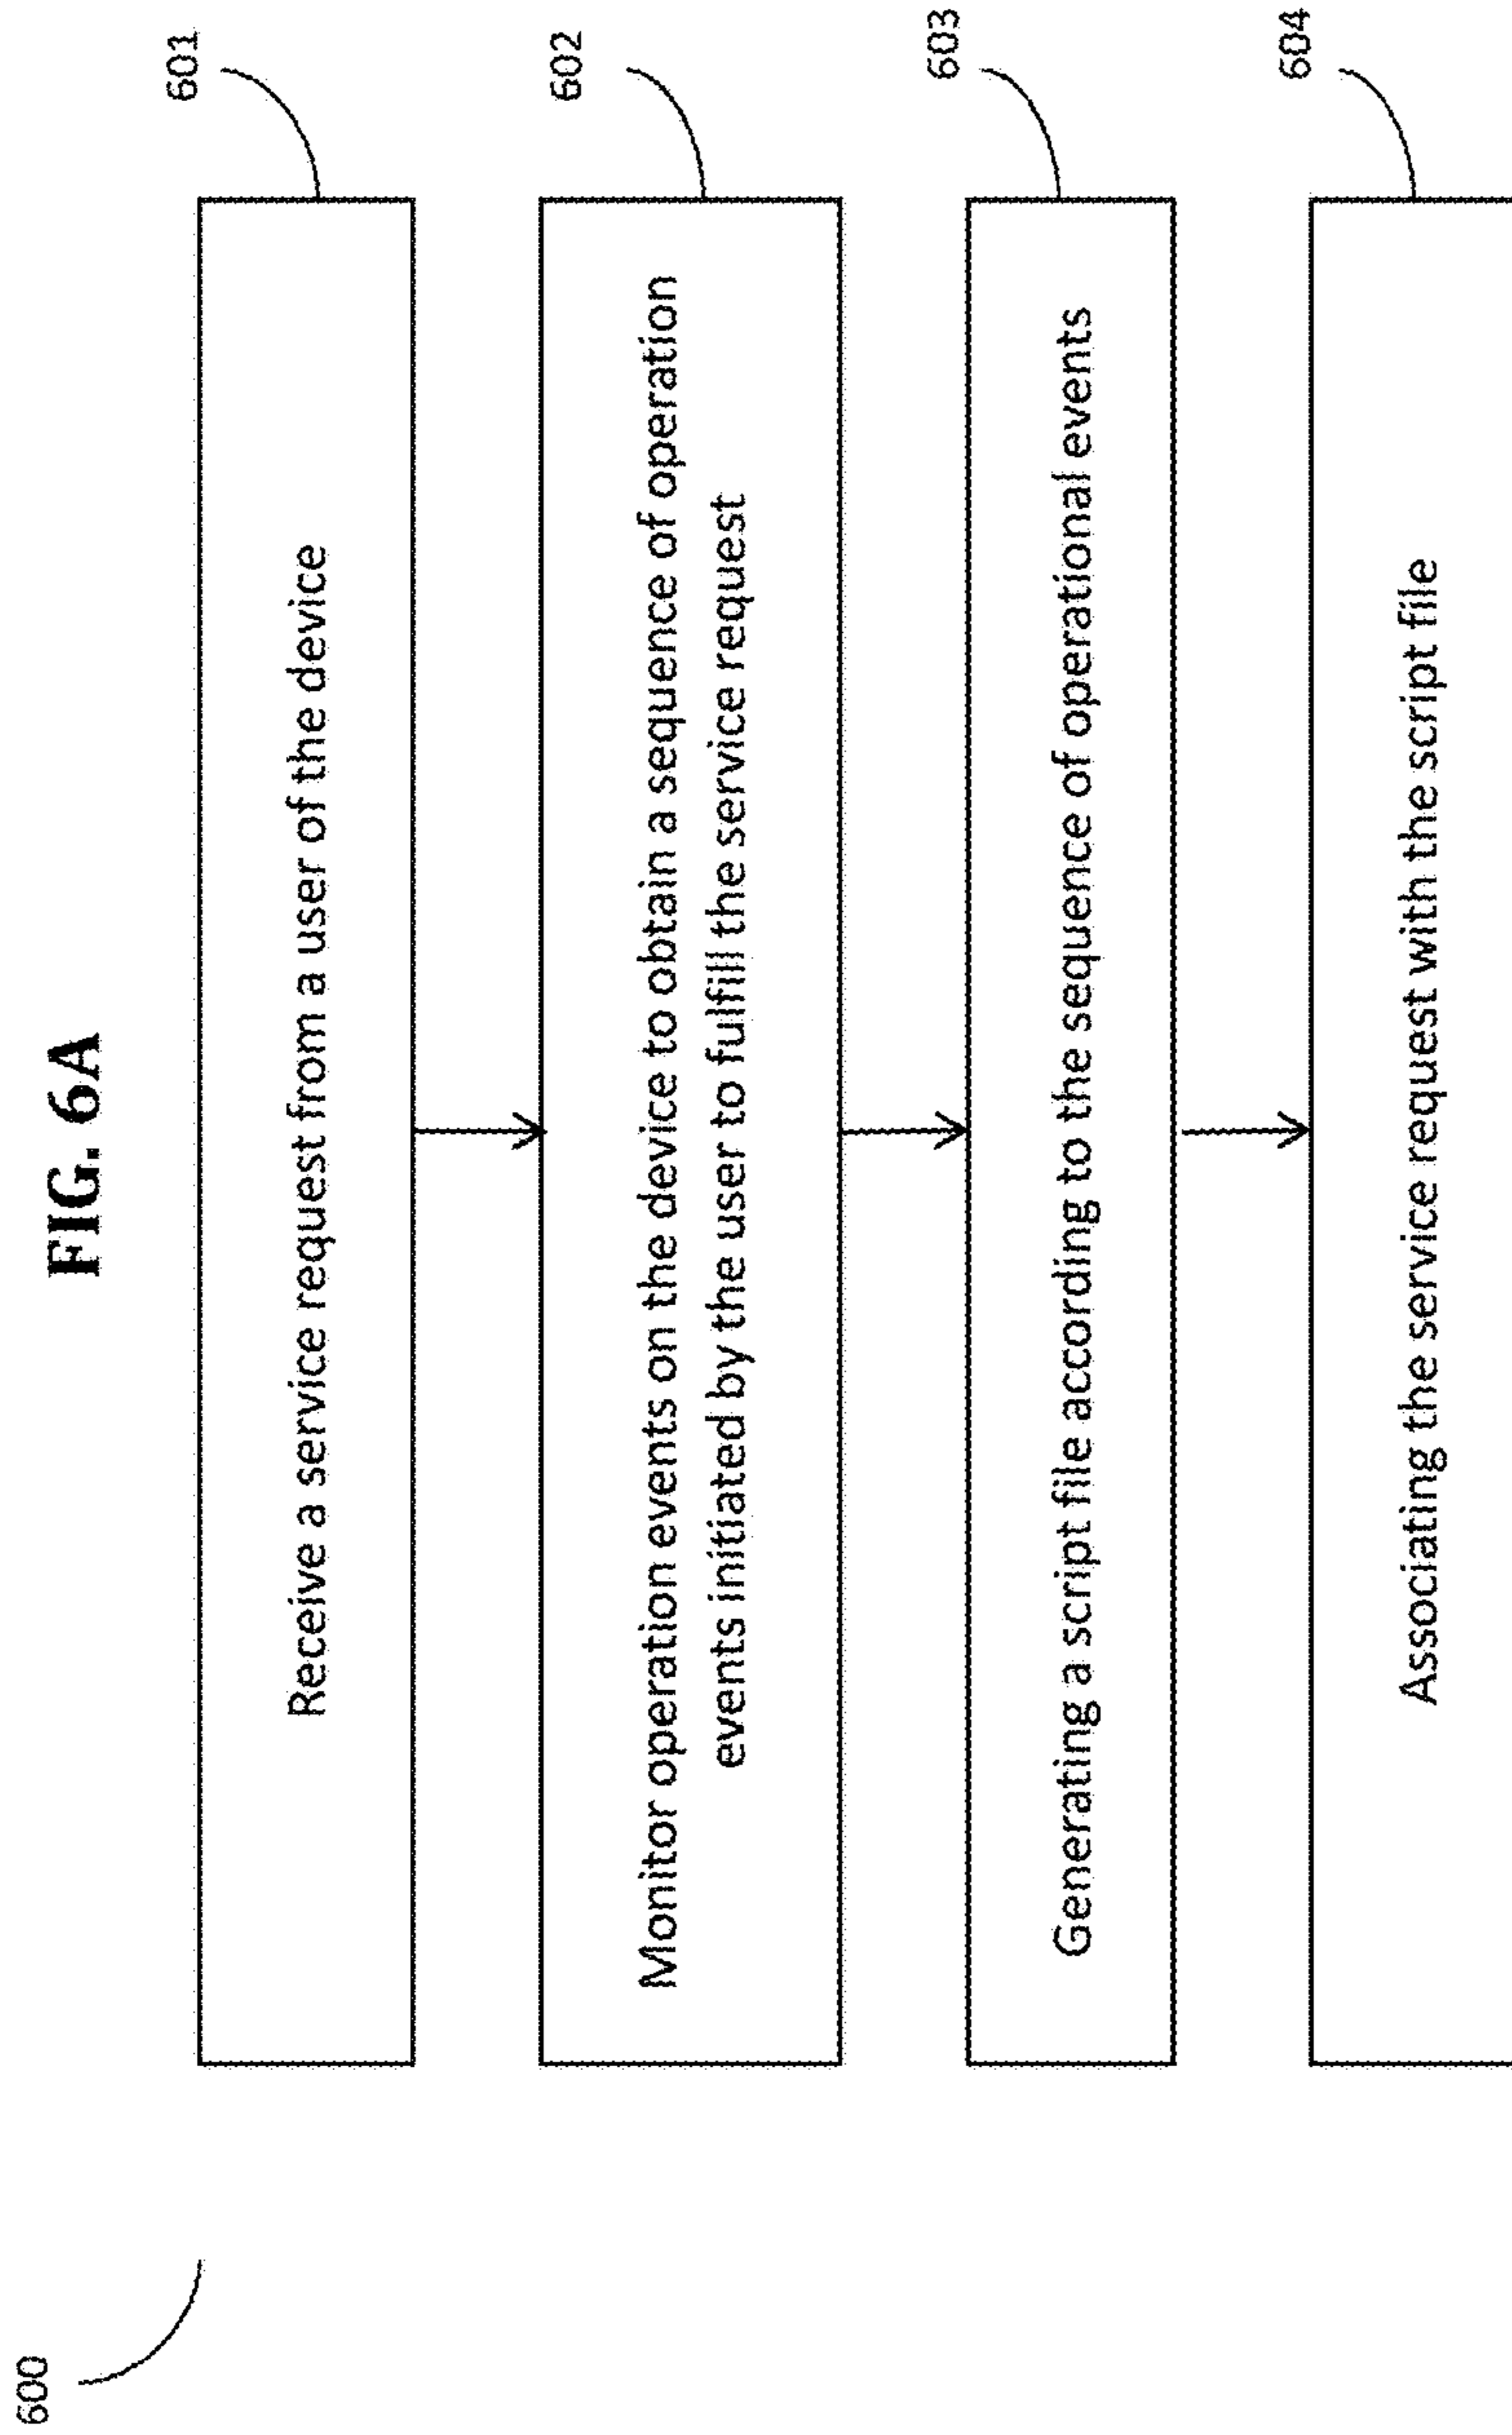 FIG. 6A
600
601
Receive a service request from a user of the device
602
Monitor operation events on the device to obtain a sequence of operation
events initiated by the user to fulfill the service request
603
Generating a script file according to the sequence of operational events
604
Associating the service request with the script file